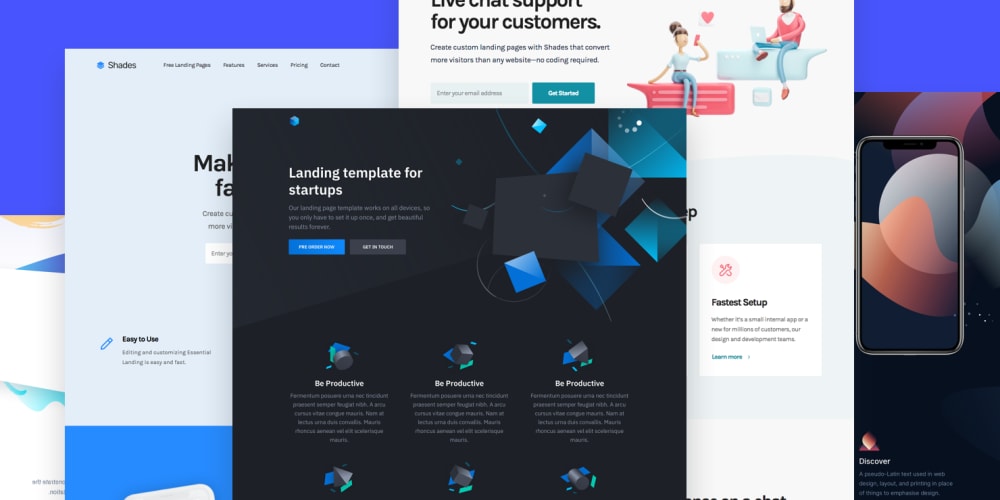 Live chat support
for your customers.
Create custom landing pages with Shades that convert
more visitors than any website—no coding required.
Enter your email address
Get Started
Shades
Free Landing Pages
Features
Services
Pricing
Contact
Create
more
Enter
Easy to Use
Editing and customizing Essential
Landing is easy and fast.
Landing template for
startups
Our landing page template works on all devices, so
you only have to set it up once, and get beautiful
results forever.
PRE ORDER NOW
GET IN TOUCH
Be Productive
Fermentum posuere urna nec tincidunt
praesent semper feugiat nibh. A arcu
cursus vitae congue mauris. Nam at
lectus urna duis convallis. Mauris
rhoncus aenean vel elit scelerisque
mauris.
Be Productive
Fermentum posuere urna nec tincidunt
praesent semper feugiat nibh. A arcu
cursus vitae congue mauris. Nam at
lectus urna duis convallis. Mauris
rhoncus aenean vel elit scelerisque
mauris.
Be Productive
Fermentum posuere urna nec tincidunt
praesent semper feugiat nibh. A arcu
cursus vitae congue mauris. Nam at
lectus urna duis convallis. Mauris
rhoncus aenean vel elit scelerisque
mauris.
Fastest Setup
Whether it's a small internal app or a
new for millions of customers, our
design and development teams.
Learn more
Discover
A pseudo-Latin text used in web
design, layout, and printing in place
of things to emphasise design.
on a chat